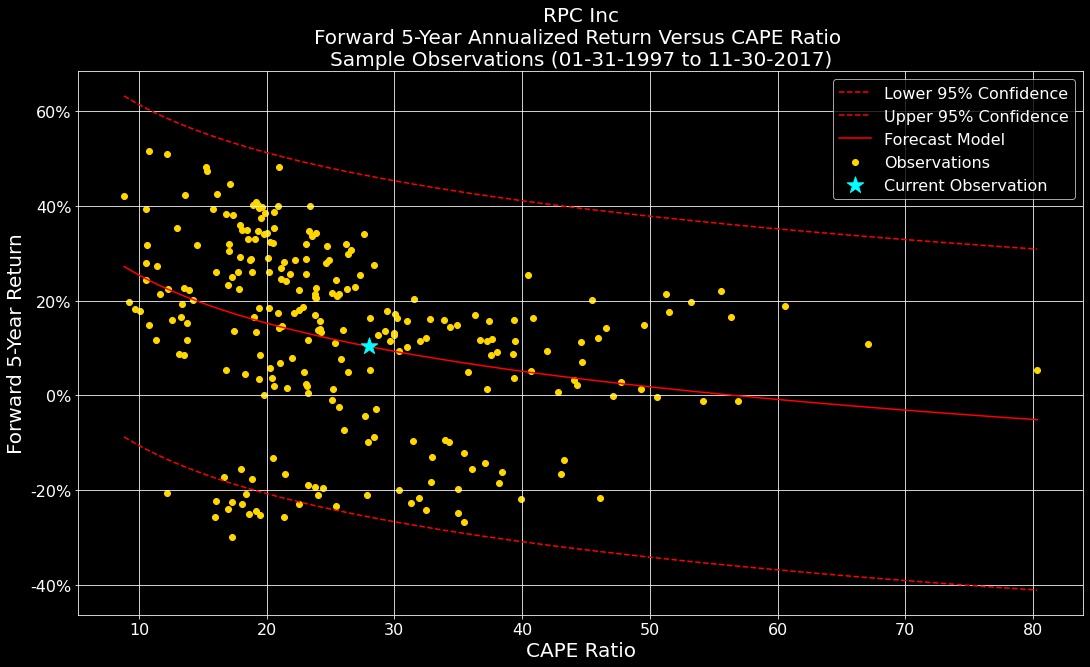 RPC Inc
Forward 5-Year Annualized Return Versus CAPE Ratio
Sample Observations (01-31-1997 to 11-30-2017)
Lower 95% Confidence
Upper 95% Confidence
Forecast Model
Observations
Current Observation
Forward 5-Year Return
60%
40%
20%
0%
-20%
-40%
10 20 30 40 50 60 70 80
CAPE Ratio